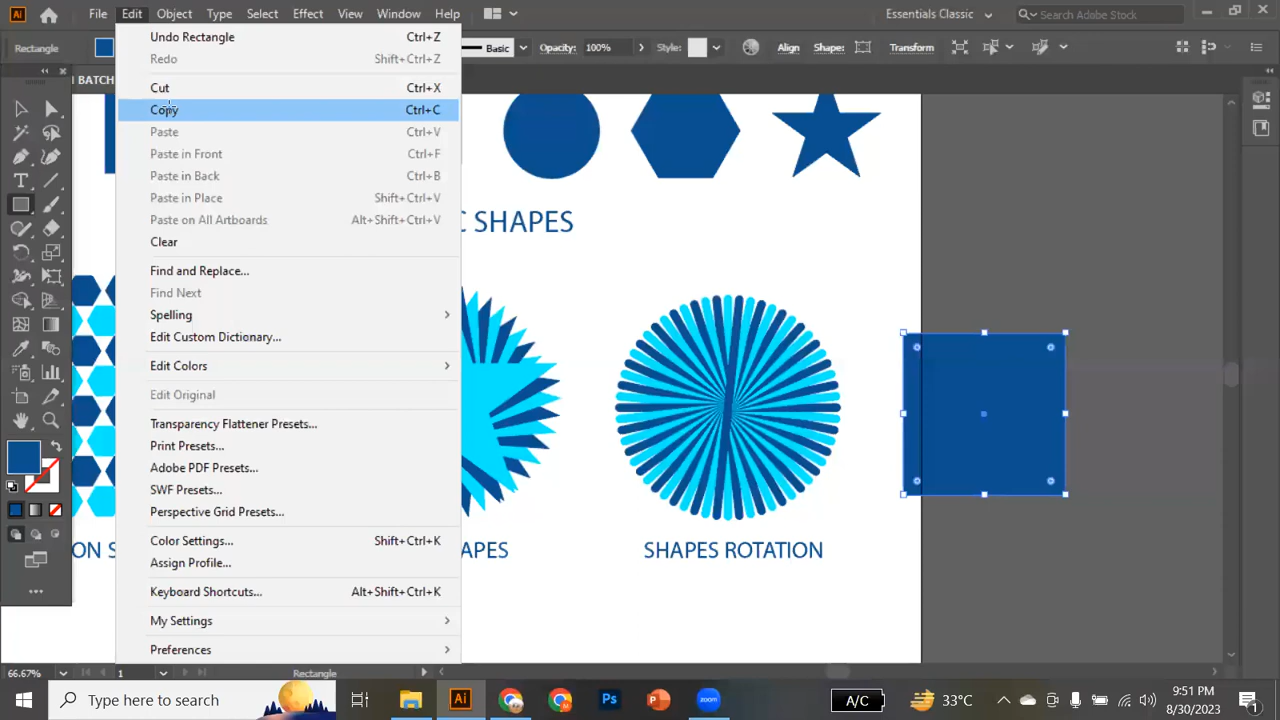 Ai File Edit Object Type Select Effect View Window Help Essentials Classic Search Adobe Stock
Rectangle Basic Opacity: 100% Style: Align Shape: Transform
BATCH
Undo Rectangle Ctrl+Z
Redo Shift+Ctrl+Z
Cut Ctrl+X
Copy Ctrl+C
Paste Ctrl+V
Paste in Front Ctrl+F
Paste in Back Ctrl+B
Paste in Place Shift+Ctrl+V
Paste on All Artboards Alt+Shift+Ctrl+V
Clear
Find and Replace...
Find Next
Spelling
Edit Custom Dictionary...
Edit Colors
Edit Original
Transparency Flattener Presets...
Print Presets...
Adobe PDF Presets...
SWF Presets...
Perspective Grid Presets...
Color Settings... Shift+Ctrl+K
Assign Profile...
Keyboard Shortcuts... Alt+Shift+Ctrl+K
My Settings
Preferences
C SHAPES
ON S
APES
SHAPES ROTATION
66.67% 1 Rectangle
Type here to search Ai Ps P zoom A/C 33°C 9:51 PM
8/30/2023 1